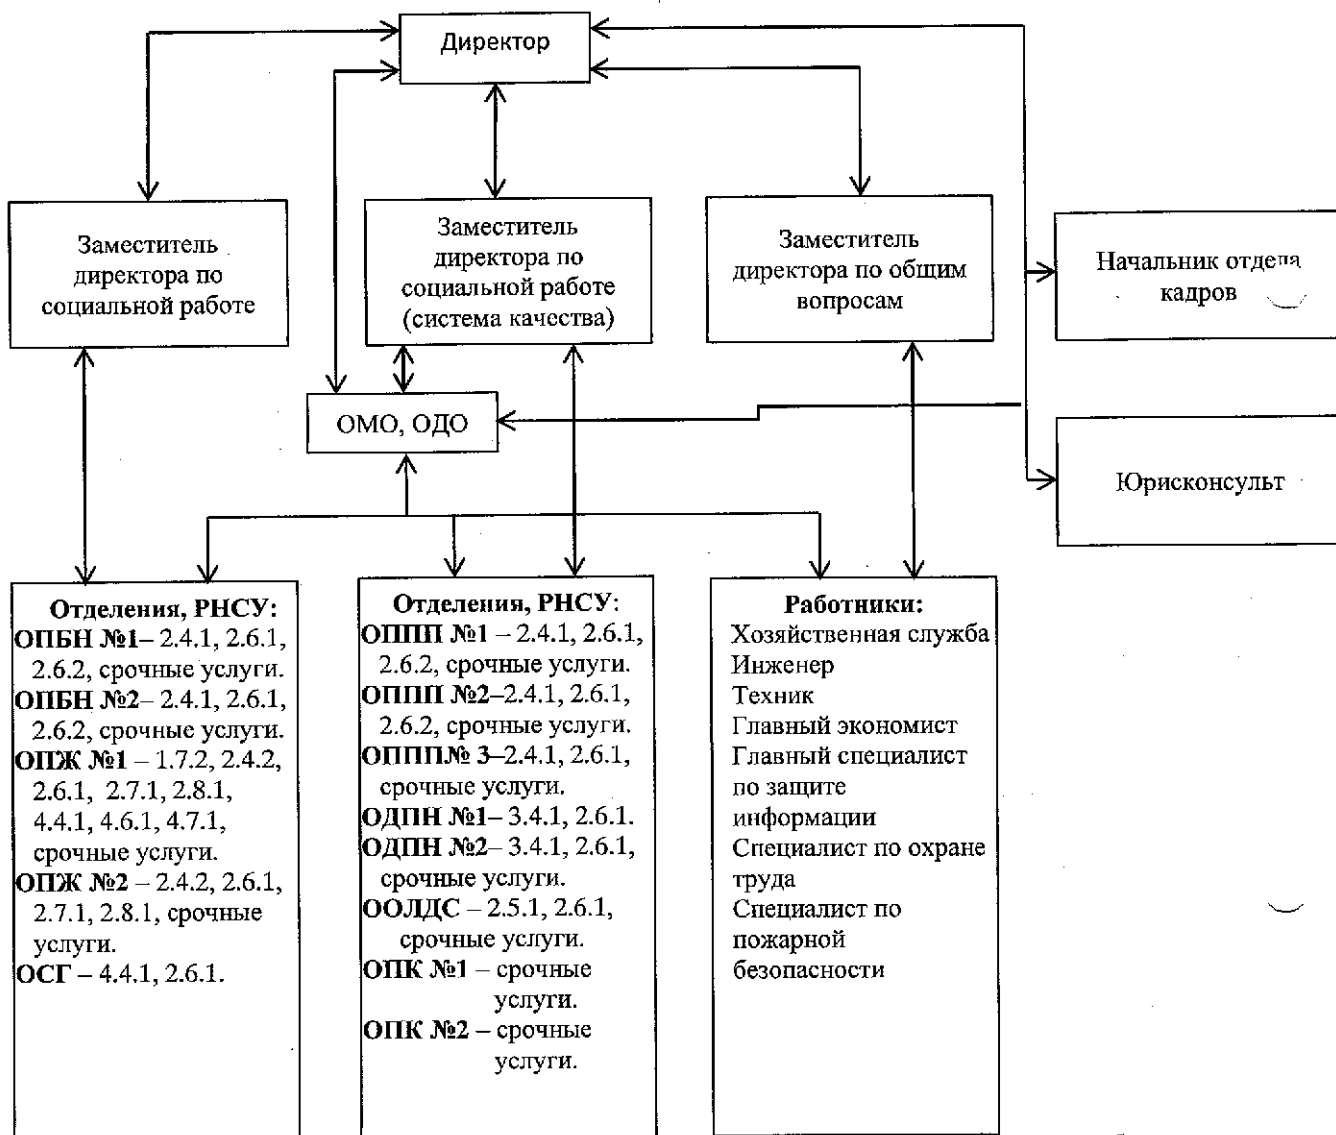 Директор
Заместитель
директора по
социальной работе
Заместитель
директора по
социальной работе
(система качества)
Заместитель
директора по общим
вопросам
Начальник отдела
кадров
ОМО, ОДО
Юрисконсульт
Отделения, РНСУ:
ОПБН №1– 2.4.1, 2.6.1,
2.6.2, срочные услуги.
ОПБН №2– 2.4.1, 2.6.1,
2.6.2, срочные услуги.
ОПЖ №1 – 1.7.2, 2.4.2,
2.6.1, 2.7.1, 2.8.1,
4.4.1, 4.6.1, 4.7.1,
срочные услуги.
ОПЖ №2 – 2.4.2, 2.6.1,
2.7.1, 2.8.1, срочные
услуги.
ОСГ – 4.4.1, 2.6.1.
Отделения, РНСУ:
ОППП №1 – 2.4.1, 2.6.1,
2.6.2, срочные услуги.
ОППП №2–2.4.1, 2.6.1,
2.6.2, срочные услуги.
ОППП№ 3–2.4.1, 2.6.1,
срочные услуги.
ОДПН №1– 3.4.1, 2.6.1.
ОДПН №2– 3.4.1, 2.6.1,
срочные услуги.
ООЛДС – 2.5.1, 2.6.1,
срочные услуги.
ОПК №1 – срочные
услуги.
ОПК №2 – срочные
услуги.
Работники:
Хозяйственная служба
Инженер
Техник
Главный экономист
Главный специалист
по защите
информации
Специалист по охране
труда
Специалист по
пожарной
безопасности